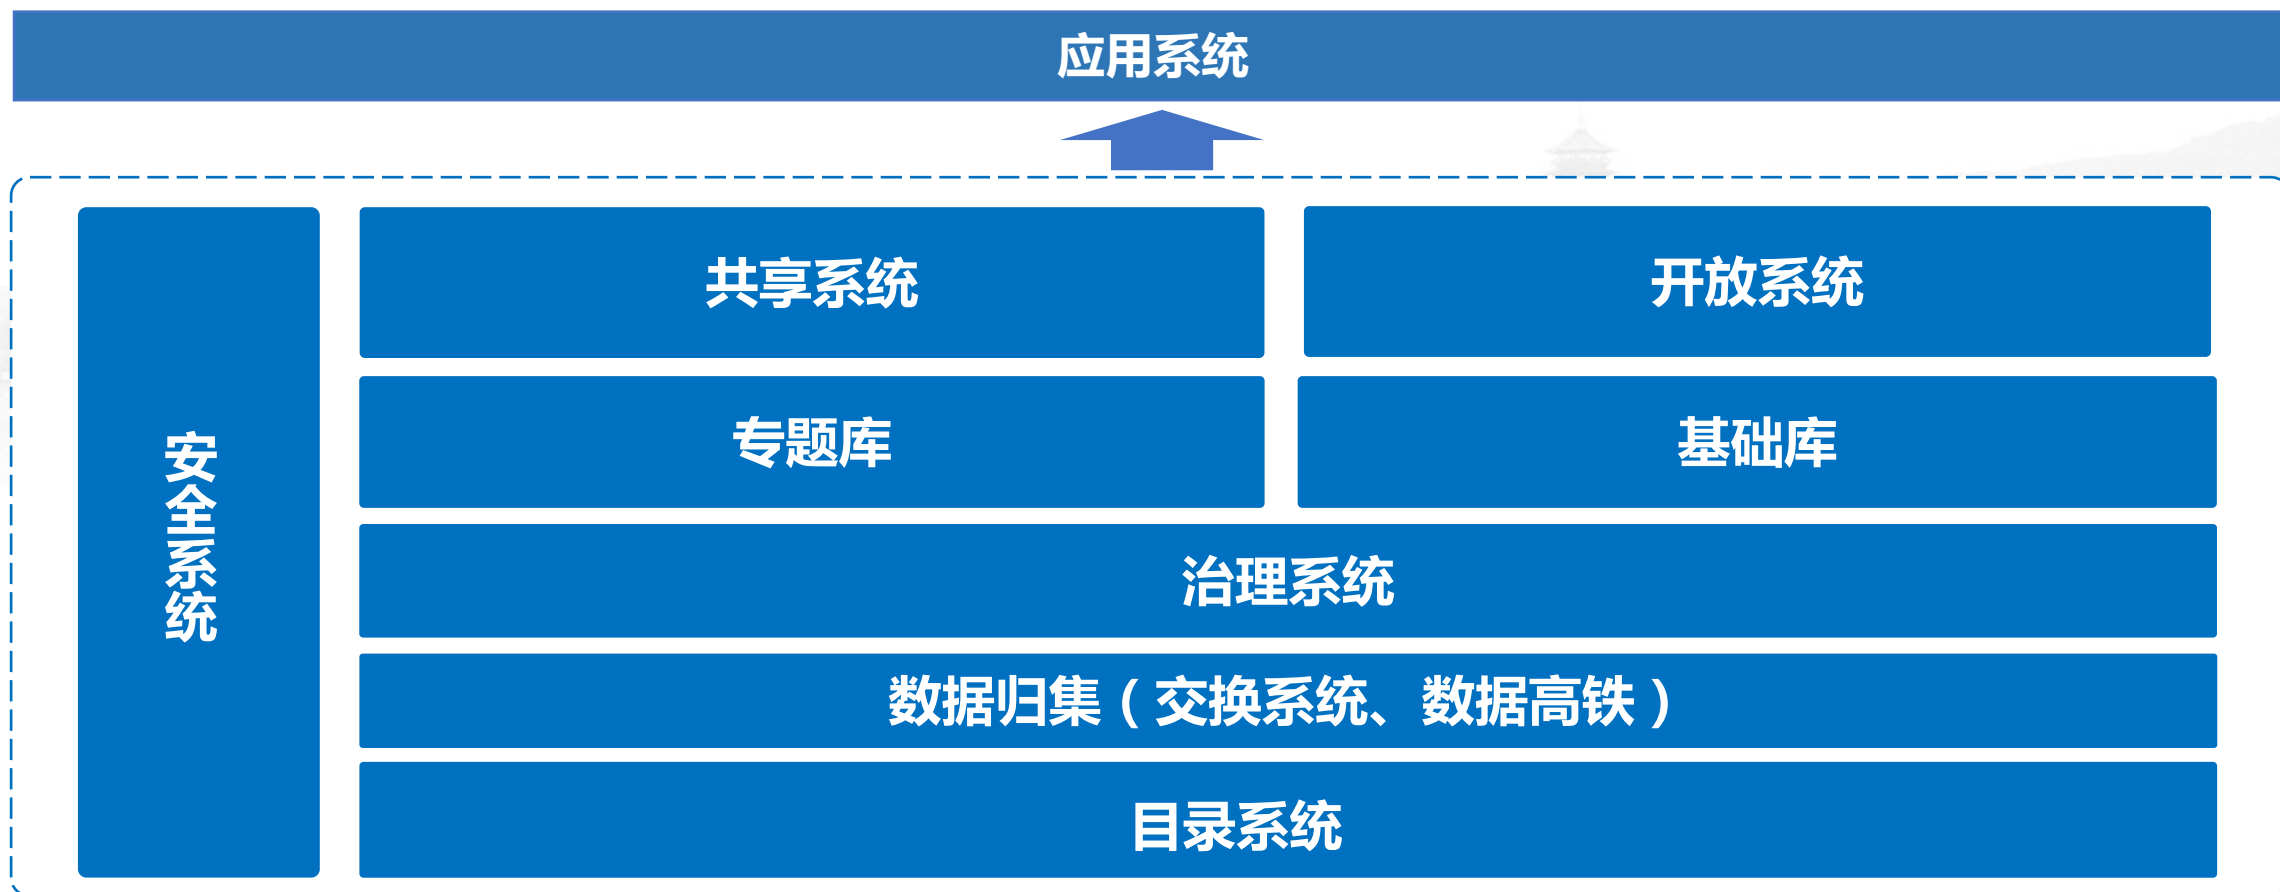 应用系统
安全系统
共享系统
开放系统
专题库
基础库
治理系统
数据归集（交换系统、数据高铁）
目录系统